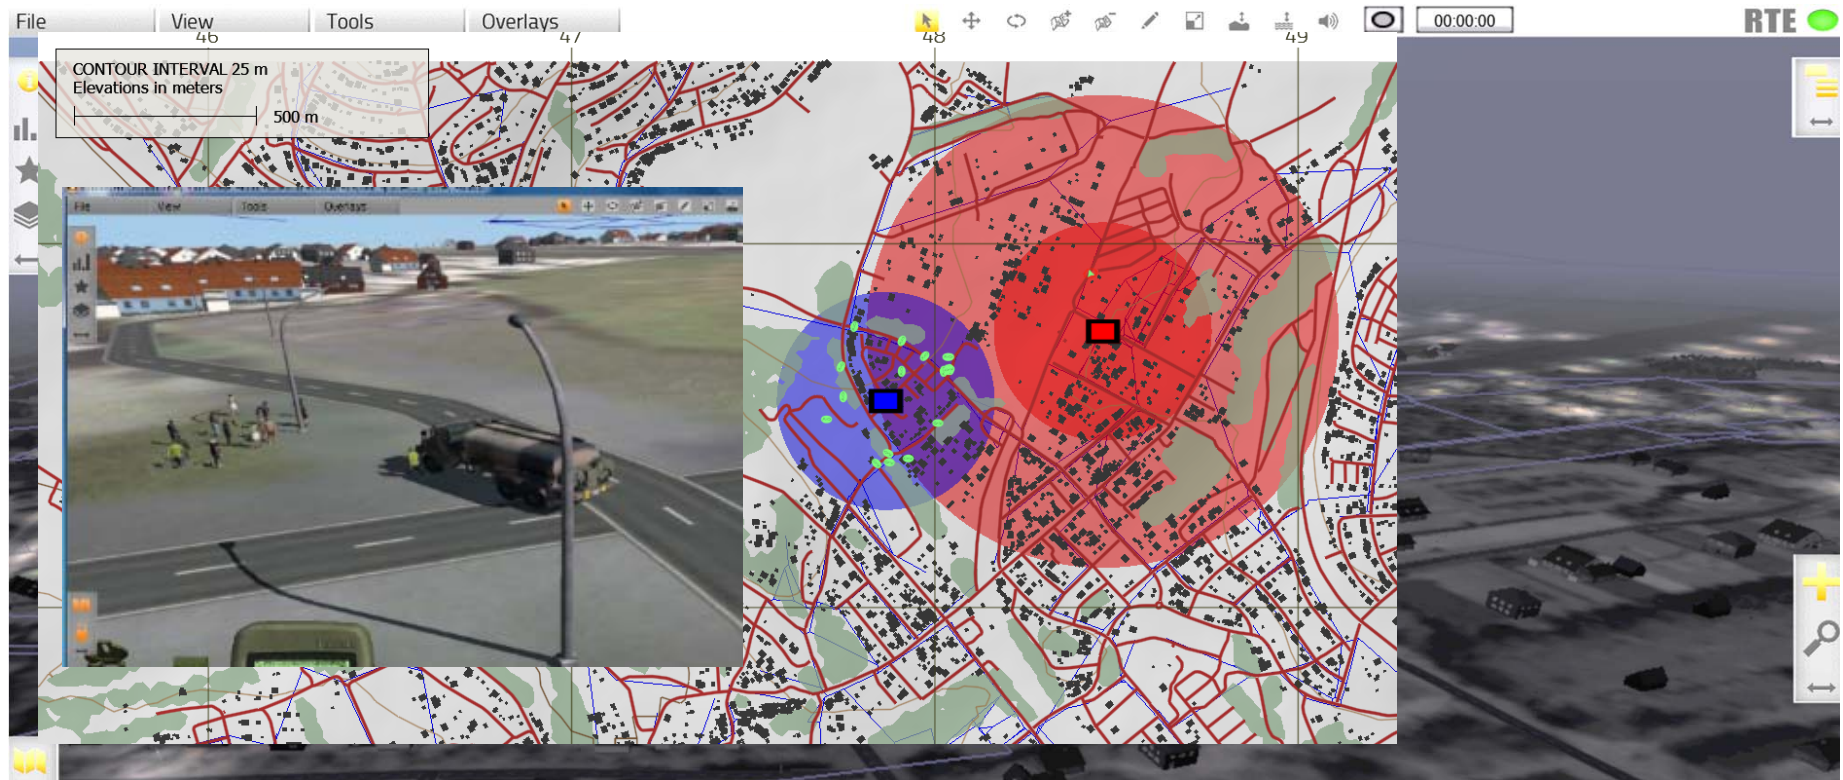 File View Tools Overlays 00:00:00 RTE
46 47 48 49
CONTOUR INTERVAL 25 m
Elevations in meters
500 m
File View Tools Overlays